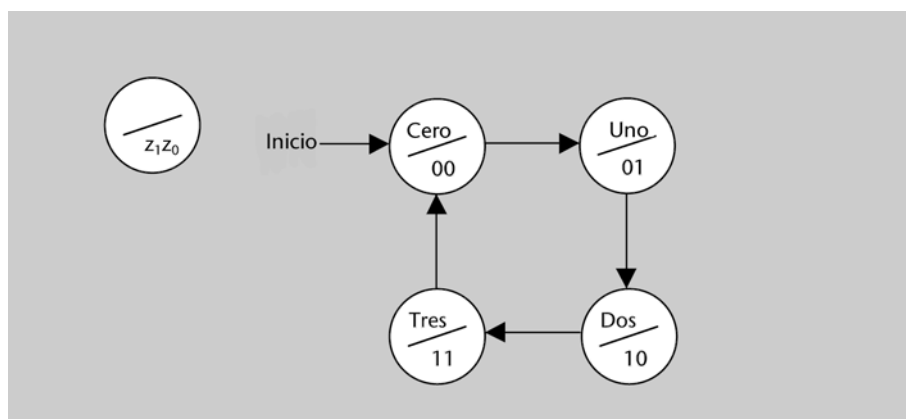 z₁z₀
Inicio
Cero
00
Uno
01
Tres
11
Dos
10